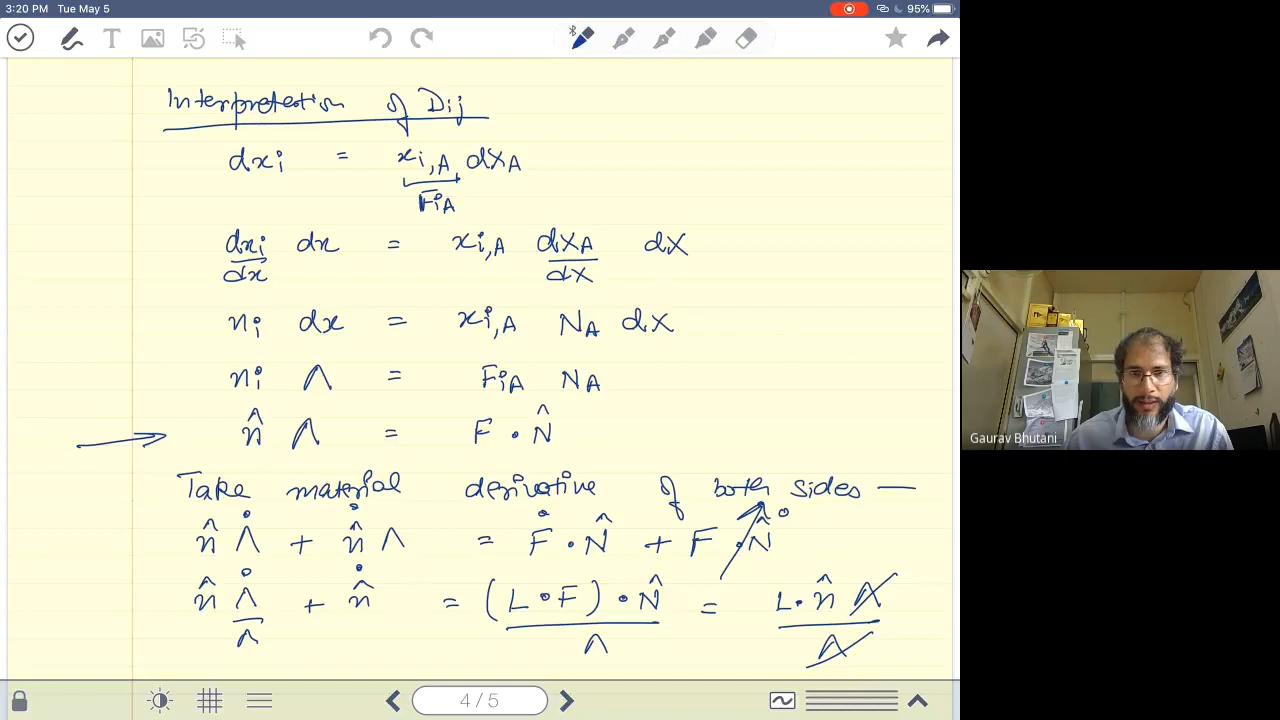 3:20 PM Tue May 5 95%
Interpretation of Dij
dxi = xi,A dXA
FiA
dxi/dx dx = xi,A dXA/dX dX
ni dx = xi,A NA dX
ni Λ = FiA NA
n̂ Λ = F · N̂
Take material derivative of both sides —
n̂ Λ̇ + n̂̇ Λ = Ḟ · N̂ + F · N̂̇
n̂ Λ̇/Λ + n̂̇ = (L · F) · N̂/Λ = L · n̂ Λ/Λ
4 / 5
Gaurav Bhutani